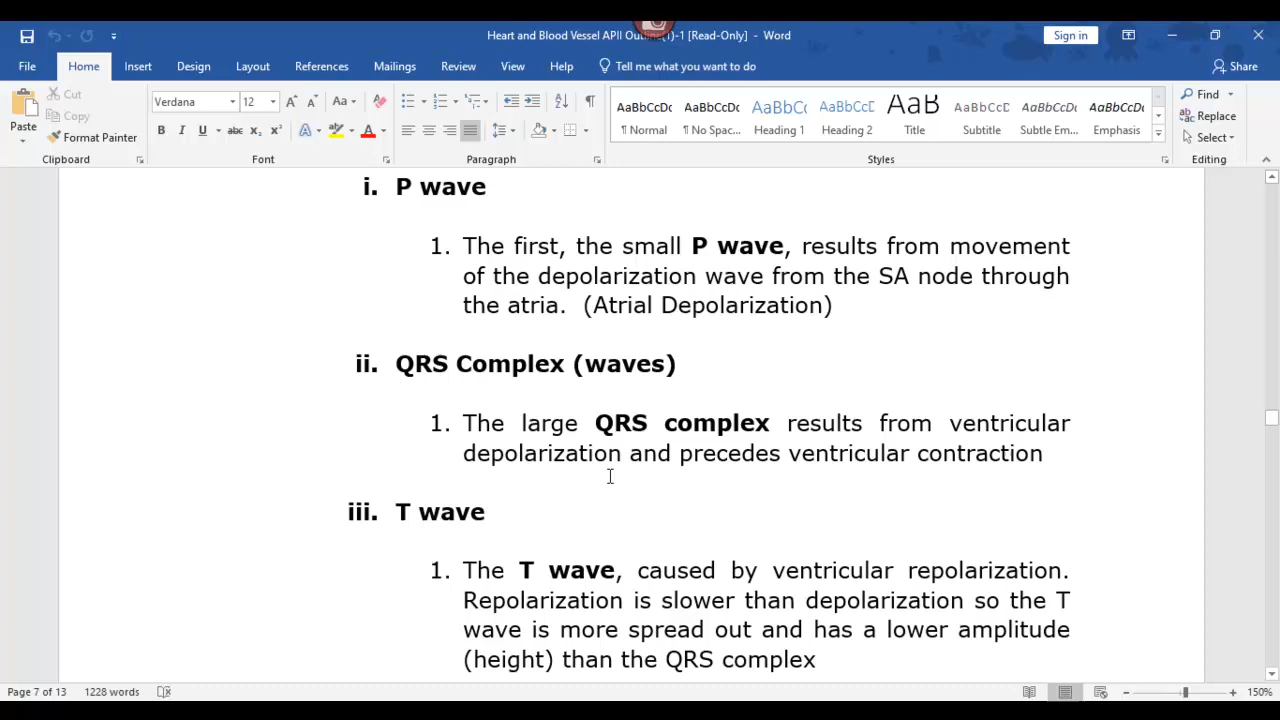 Heart and Blood Vessel APII Outline(1)-1 [Read-Only] - Word
Sign in
File Home Insert Design Layout References Mailings Review View Help Tell me what you want to do Share
Paste
Cut
Copy
Format Painter
Clipboard
Verdana 12
Font
Paragraph
AaBbCcDc AaBbCcDc AaBbCcD AaBbCcD AaB AaBbCcD AaBbCcDc AaBbCcDc
¶ Normal ¶ No Spac... Heading 1 Heading 2 Title Subtitle Subtle Em... Emphasis
Styles
Find
Replace
Select
Editing
i. P wave
1. The first, the small P wave, results from movement
of the depolarization wave from the SA node through
the atria. (Atrial Depolarization)
ii. QRS Complex (waves)
1. The large QRS complex results from ventricular
depolarization and precedes ventricular contraction
iii. T wave
1. The T wave, caused by ventricular repolarization.
Repolarization is slower than depolarization so the T
wave is more spread out and has a lower amplitude
(height) than the QRS complex
Page 7 of 13 1228 words 150%